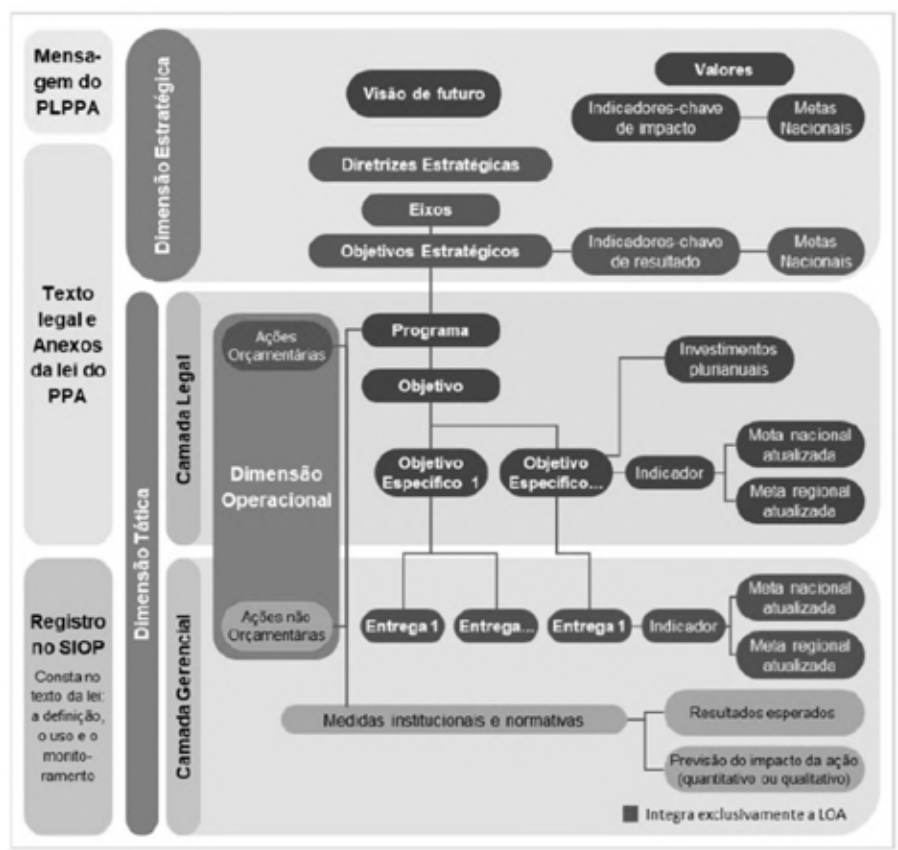 Mensa-
gem do
PLPPA
Texto
legal e
Anexos
da lei do
PPA
Registro
no SIOP
Consta no
texto da lei:
a definição,
o uso e o
monito-
ramento
Dimensão Estratégica
Visão de futuro
Valores
Indicadores-chave
de impacto
Metas
Nacionais
Diretrizes Estratégicas
Eixos
Objetivos Estratégicos
Indicadores-chave
de resultado
Metas
Nacionais
Dimensão Tática
Camada Legal
Dimensão
Operacional
Ações
Orçamentárias
Programa
Objetivo
Investimentos
plurianuais
Objetivo
Específico 1
Objetivo
Específico...
Indicador
Meta nacional
atualizada
Meta regional
atualizada
Camada Gerencial
Ações não
Orçamentárias
Entrega 1
Entrega...
Entrega 1
Indicador
Meta nacional
atualizada
Meta regional
atualizada
Medidas institucionais e normativas
Resultados esperados
Previsão do impacto da ação
(quantitativo ou qualitativo)
Integra exclusivamente a LOA